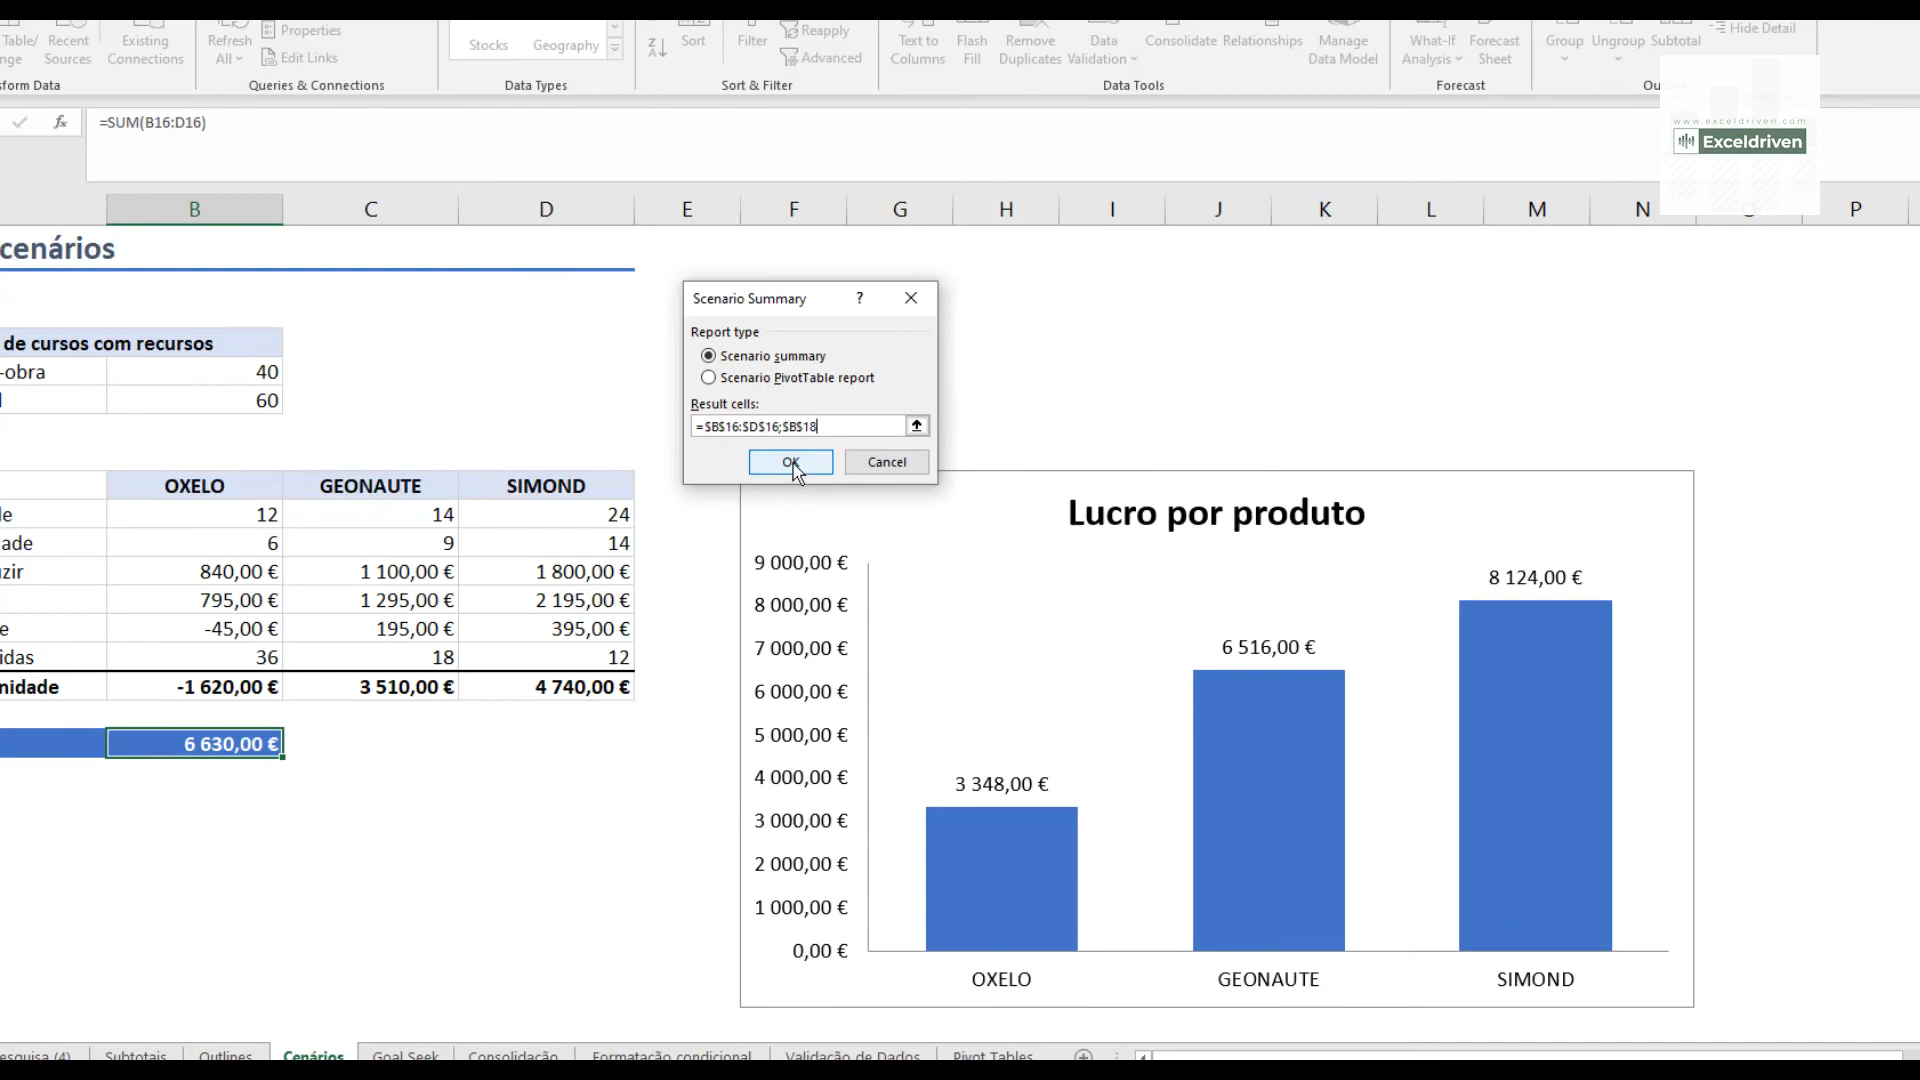 Table/
nge
Recent
Sources
Existing
Connections
Refresh
All
Properties
Edit Links
Stocks
Geography
Sort
Filter
Reapply
Advanced
Text to
Columns
Flash
Fill
Remove
Duplicates
Data
Validation
Consolidate
Relationships
Manage
Data Model
What-If
Analysis
Forecast
Sheet
Group
Ungroup
Subtotal
Hide Detail
sform Data
Queries & Connections
Data Types
Sort & Filter
Data Tools
Forecast
www.exceldriven.com
Exceldriven
fx
=SUM(B16:D16)
B C D E F G H I J K L M N P
cenários
de cursos com recursos
-obra 40
60
OXELO GEONAUTE SIMOND
le 12 14 24
ade 6 9 14
zir 840,00 € 1 100,00 € 1 800,00 €
795,00 € 1 295,00 € 2 195,00 €
e -45,00 € 195,00 € 395,00 €
idas 36 18 12
nidade -1 620,00 € 3 510,00 € 4 740,00 €
6 630,00 €
Scenario Summary ?
Report type
Scenario summary
Scenario PivotTable report
Result cells:
=$B$16:$D$16;$B$18
OK Cancel
Lucro por produto
9 000,00 €
8 000,00 €
7 000,00 €
6 000,00 €
5 000,00 €
4 000,00 €
3 000,00 €
2 000,00 €
1 000,00 €
0,00 €
3 348,00 €
6 516,00 €
8 124,00 €
OXELO GEONAUTE SIMOND
esquisa (4) Subtotais Outlines Cenários Goal Seek Consolidação Formatação condicional Validação de Dados Pivot Tables